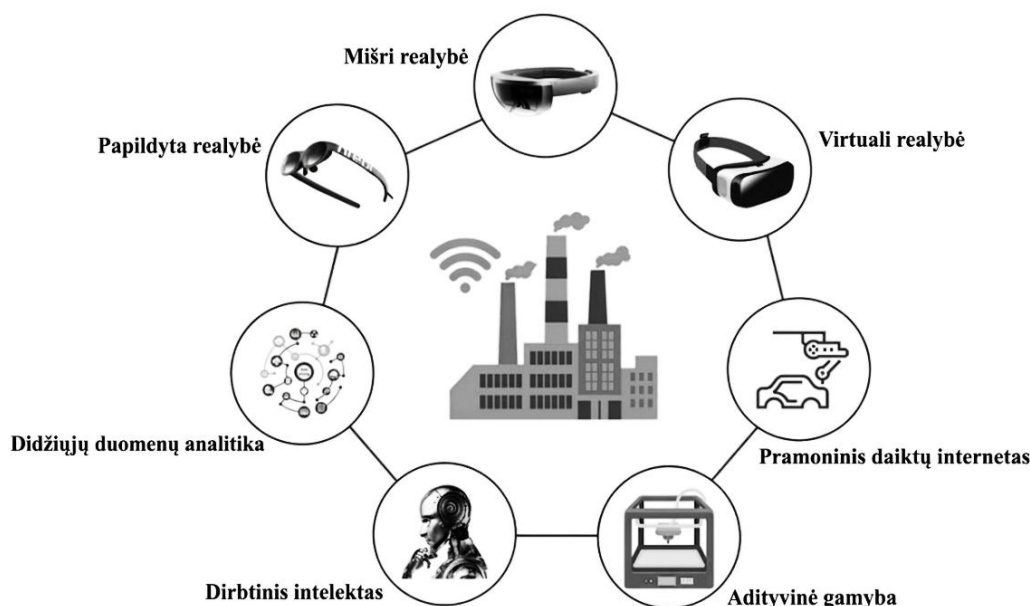 Mišri realybė
Papildyta realybė
Virtuali realybė
Didžiųjų duomenų analitika
Pramoninis daiktų internetas
Dirbtinis intelektas
Adityvinė gamyba